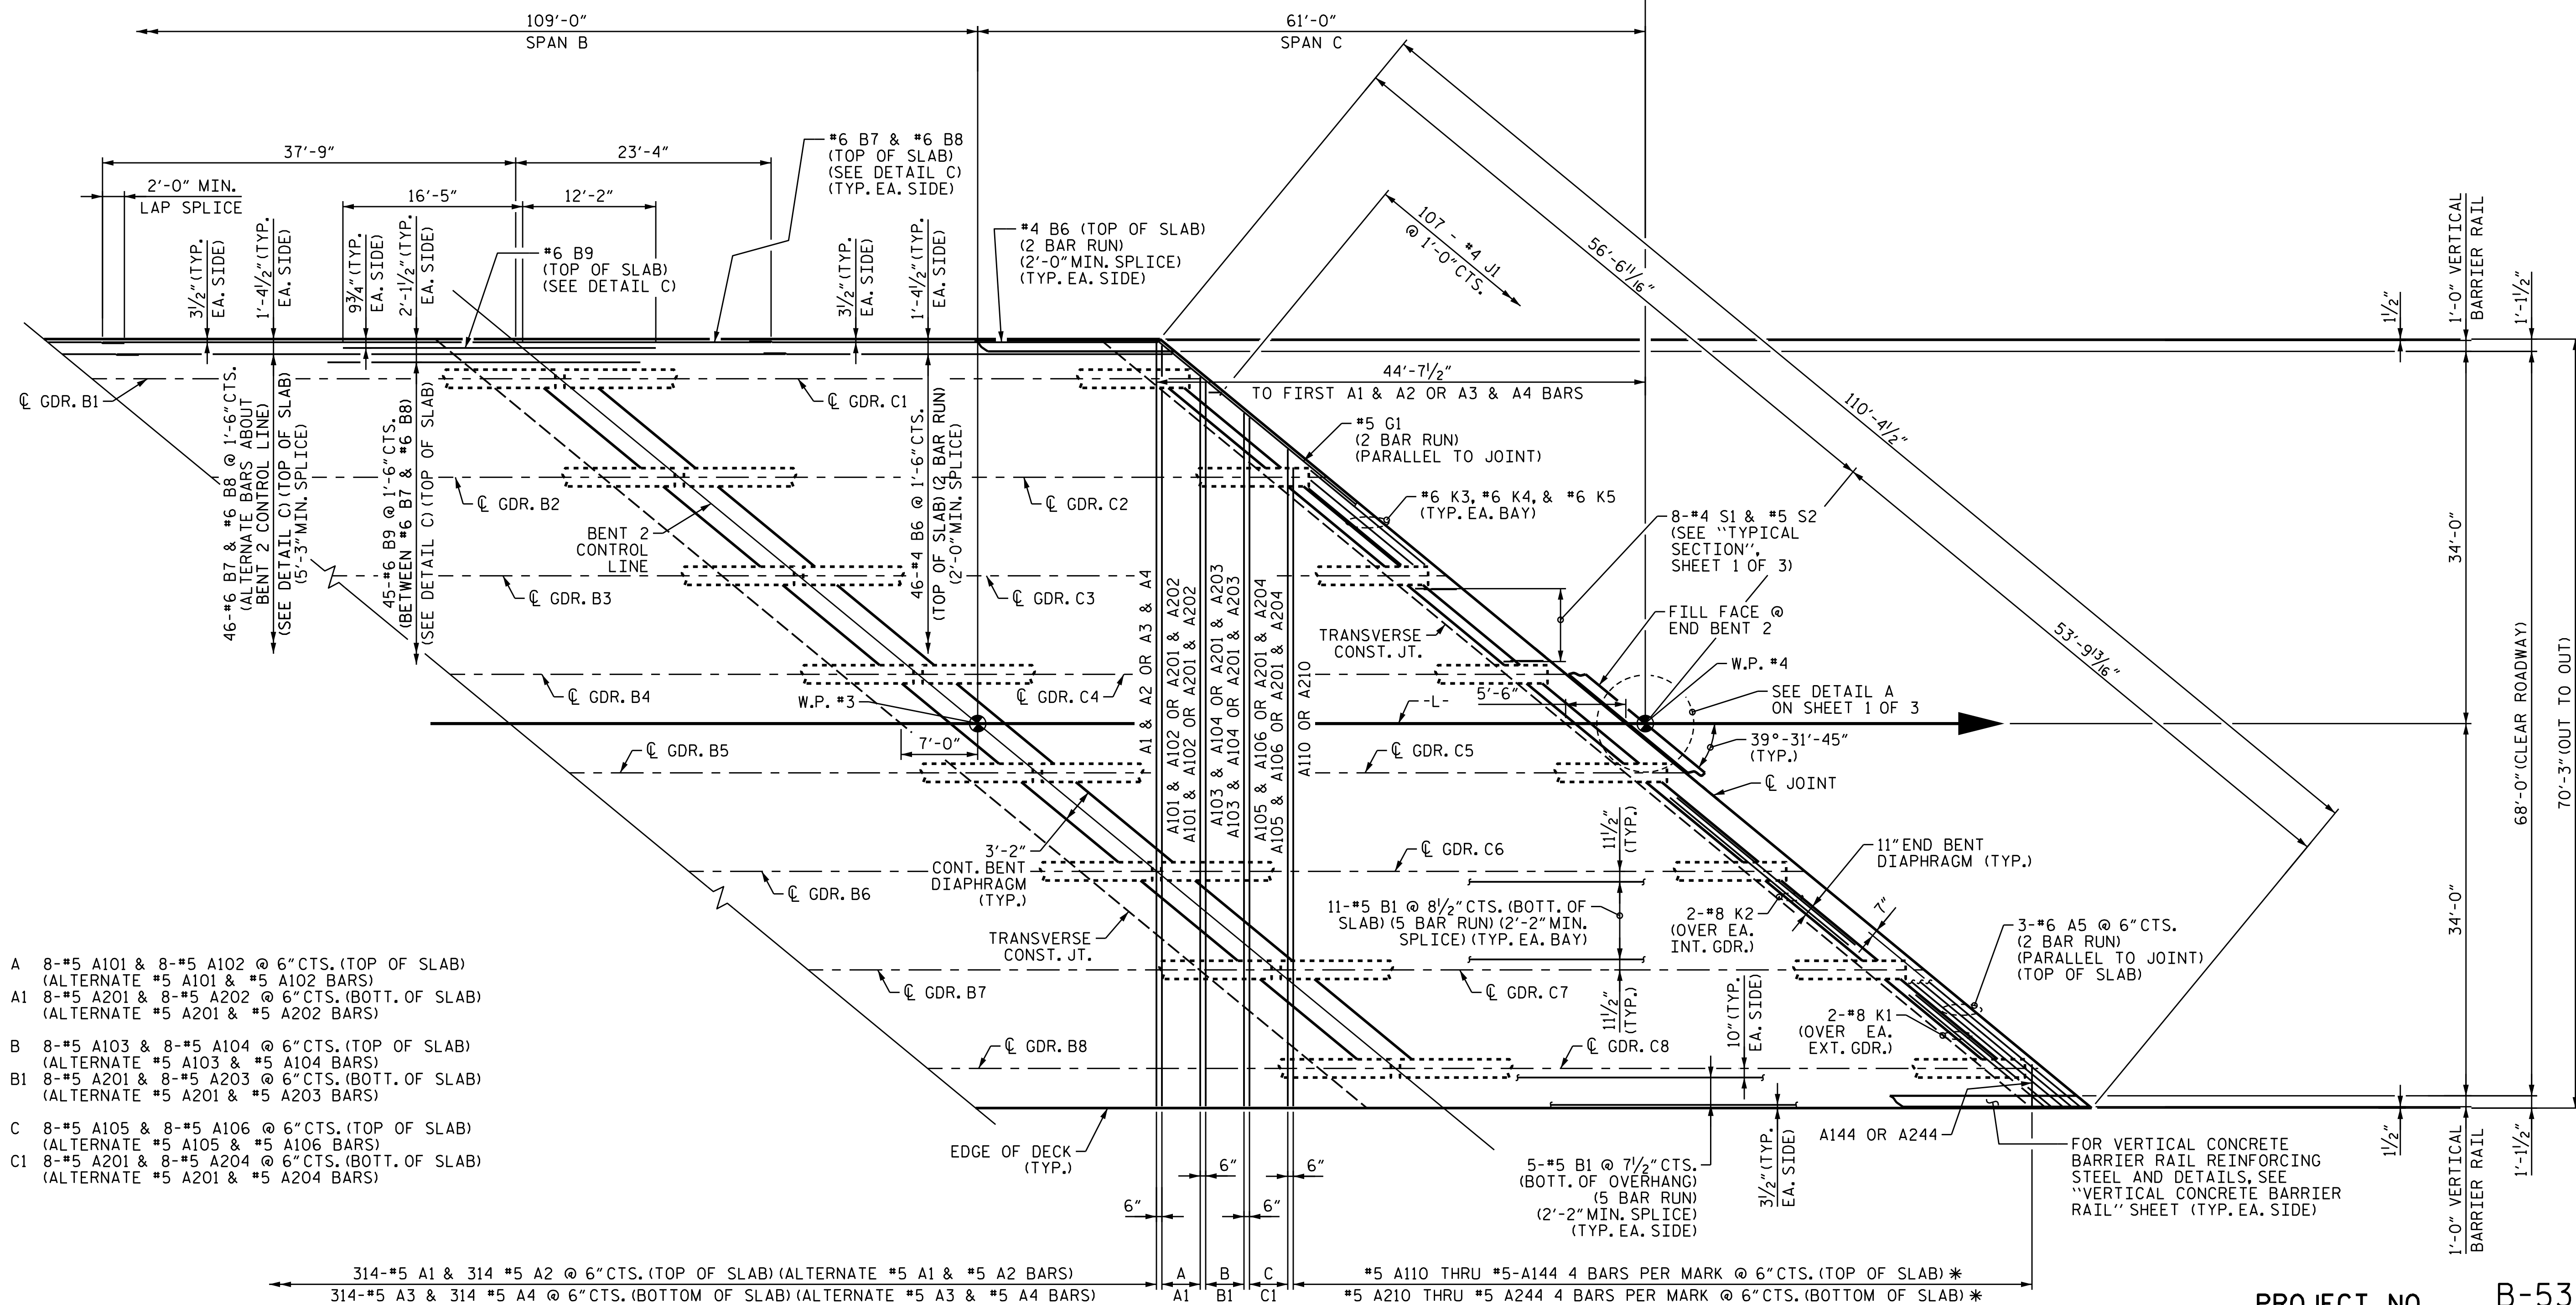 109'-0"
SPAN B
61'-0"
SPAN C
37'-9"
23'-4"
2'-0" MIN.
LAP SPLICE
16'-5"
12'-2"
#6 B7 & #6 B8
(TOP OF SLAB)
(SEE DETAIL C)
(TYP. EA. SIDE)
3½" (TYP.
EA. SIDE)
1'-4½" (TYP.
EA. SIDE)
9¾" (TYP.
EA. SIDE)
2'-1½" (TYP.
EA. SIDE)
#6 B9
(TOP OF SLAB)
(SEE DETAIL C)
3½" (TYP.
EA. SIDE)
1'-4½" (TYP.
EA. SIDE)
#4 B6 (TOP OF SLAB)
(2 BAR RUN)
(2'-0" MIN. SPLICE)
(TYP. EA. SIDE)
107 - #4 J1
@ 1'-0" CTS.
56'-6 11/16"
110'-4½"
53'-9 13/16"
1½"
1'-0" VERTICAL
BARRIER RAIL
1'-1½"
44'-7½"
TO FIRST A1 & A2 OR A3 & A4 BARS
℄ GDR. B1
℄ GDR. C1
46-#6 B7 & #6 B8 @ 1'-6" CTS.
(ALTERNATE BARS ABOUT
BENT 2 CONTROL LINE)
(SEE DETAIL C) (TOP OF SLAB)
(5'-3" MIN. SPLICE)
45-#6 B9 @ 1'-6" CTS.
(BETWEEN #6 B7 & #6 B8)
(SEE DETAIL C) (TOP OF SLAB)
46-#4 B6 @ 1'-6" CTS.
(TOP OF SLAB) (2 BAR RUN)
(2'-0" MIN. SPLICE)
#5 G1
(2 BAR RUN)
(PARALLEL TO JOINT)
℄ GDR. B2
℄ GDR. C2
#6 K3, #6 K4, & #6 K5
(TYP. EA. BAY)
BENT 2
CONTROL
LINE
8-#4 S1 & #5 S2
(SEE ``TYPICAL
SECTION'',
SHEET 1 OF 3)
℄ GDR. B3
℄ GDR. C3
FILL FACE @
END BENT 2
TRANSVERSE
CONST. JT.
W.P. #4
℄ GDR. B4
℄ GDR. C4
W.P. #3
5'-6"
-L-
SEE DETAIL A
ON SHEET 1 OF 3
34'-0"
68'-0" (CLEAR ROADWAY)
70'-3" (OUT TO OUT)
39°-31'-45"
(TYP.)
7'-0"
℄ GDR. B5
℄ GDR. C5
℄ JOINT
A1 & A2 OR A3 & A4
A101 & A102 OR A201 & A202
A101 & A102 OR A201 & A202
A103 & A104 OR A201 & A203
A103 & A104 OR A201 & A203
A105 & A106 OR A201 & A204
A105 & A106 OR A201 & A204
A110 OR A210
3'-2"
CONT. BENT
DIAPHRAGM
(TYP.)
℄ GDR. B6
℄ GDR. C6
11½"
(TYP.)
11" END BENT
DIAPHRAGM (TYP.)
11-#5 B1 @ 8½" CTS. (BOTT. OF
SLAB) (5 BAR RUN) (2'-2" MIN.
SPLICE) (TYP. EA. BAY)
2-#8 K2
(OVER EA.
INT. GDR.)
7"
3-#6 A5 @ 6" CTS.
(2 BAR RUN)
(PARALLEL TO JOINT)
(TOP OF SLAB)
34'-0"
TRANSVERSE
CONST. JT.
℄ GDR. B7
℄ GDR. C7
11½"
(TYP.)
10" (TYP.
EA. SIDE)
2-#8 K1
(OVER EA.
EXT. GDR.)
℄ GDR. B8
℄ GDR. C8
A 8-#5 A101 & 8-#5 A102 @ 6" CTS. (TOP OF SLAB)
(ALTERNATE #5 A101 & #5 A102 BARS)
A1 8-#5 A201 & 8-#5 A202 @ 6" CTS. (BOTT. OF SLAB)
(ALTERNATE #5 A201 & #5 A202 BARS)
B 8-#5 A103 & 8-#5 A104 @ 6" CTS. (TOP OF SLAB)
(ALTERNATE #5 A103 & #5 A104 BARS)
B1 8-#5 A201 & 8-#5 A203 @ 6" CTS. (BOTT. OF SLAB)
(ALTERNATE #5 A201 & #5 A203 BARS)
C 8-#5 A105 & 8-#5 A106 @ 6" CTS. (TOP OF SLAB)
(ALTERNATE #5 A105 & #5 A106 BARS)
C1 8-#5 A201 & 8-#5 A204 @ 6" CTS. (BOTT. OF SLAB)
(ALTERNATE #5 A201 & #5 A204 BARS)
EDGE OF DECK
(TYP.)
6"
6"
6"
6"
5-#5 B1 @ 7½" CTS.
(BOTT. OF OVERHANG)
(5 BAR RUN)
(2'-2" MIN. SPLICE)
(TYP. EA. SIDE)
3½" (TYP.
EA. SIDE)
A144 OR A244
FOR VERTICAL CONCRETE
BARRIER RAIL REINFORCING
STEEL AND DETAILS, SEE
``VERTICAL CONCRETE BARRIER
RAIL'' SHEET (TYP. EA. SIDE)
1½"
1'-0" VERTICAL
BARRIER RAIL
1'-1½"
314-#5 A1 & 314 #5 A2 @ 6" CTS. (TOP OF SLAB) (ALTERNATE #5 A1 & #5 A2 BARS)
A B C
#5 A110 THRU #5-A144 4 BARS PER MARK @ 6" CTS. (TOP OF SLAB) *
314-#5 A3 & 314 #5 A4 @ 6" CTS. (BOTTOM OF SLAB) (ALTERNATE #5 A3 & #5 A4 BARS)
A1 B1 C1
#5 A210 THRU #5 A244 4 BARS PER MARK @ 6" CTS. (BOTTOM OF SLAB) *
PROJECT NO. B-53